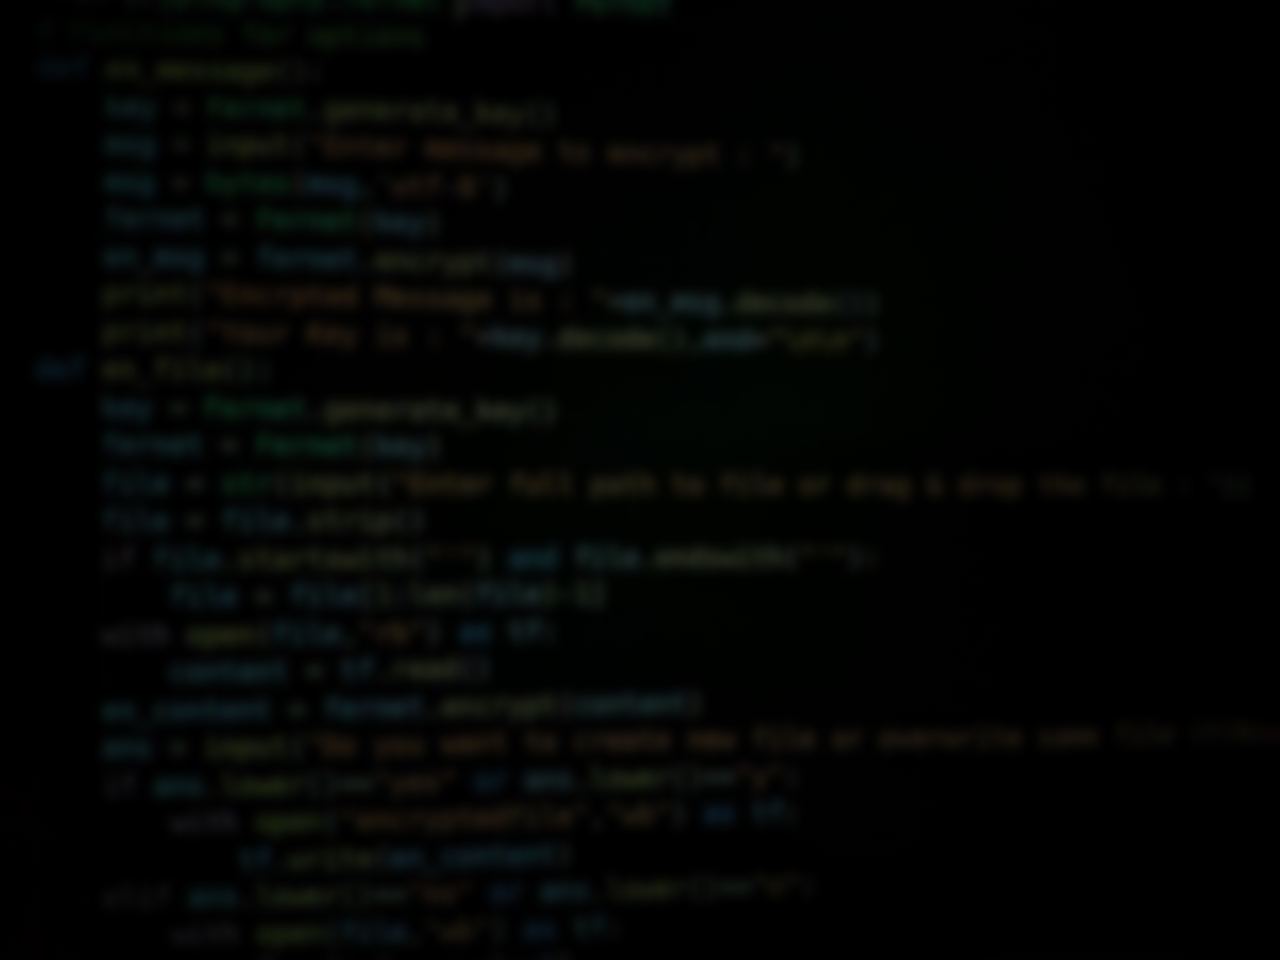 # Functions for options
def en_message():
key = fernet.generate_key()
msg = input("Enter message to encrypt : ")
msg = bytes(msg,'utf-8')
fernet = Fernet(key)
en_msg = fernet.encrypt(msg)
print("Encrpted Message is : "+en_msg.decode())
print("Your Key is : "+key.decode(),end="\n\n")
def en_file():
key = Fernet.generate_key()
fernet = Fernet(key)
file = str(input("Enter full path to file or drag & drop the file : "))
file = file.strip()
if file.startswith("'") and file.endswith("'"):
file = file[1:len(file)-1]
with open(file,"rb") as tf:
content = tf.read()
en_content = fernet.encrypt(content)
ans = input("Do you want to create new file or overwrite same file
if ans.lower()=="yes" or ans.lower()=="y":
with open("encryptedfile","wb") as tf:
tf.write(en_content)
elif ans.lower()=="no" or ans.lower()=="n":
with open(file,"wb") as tf: